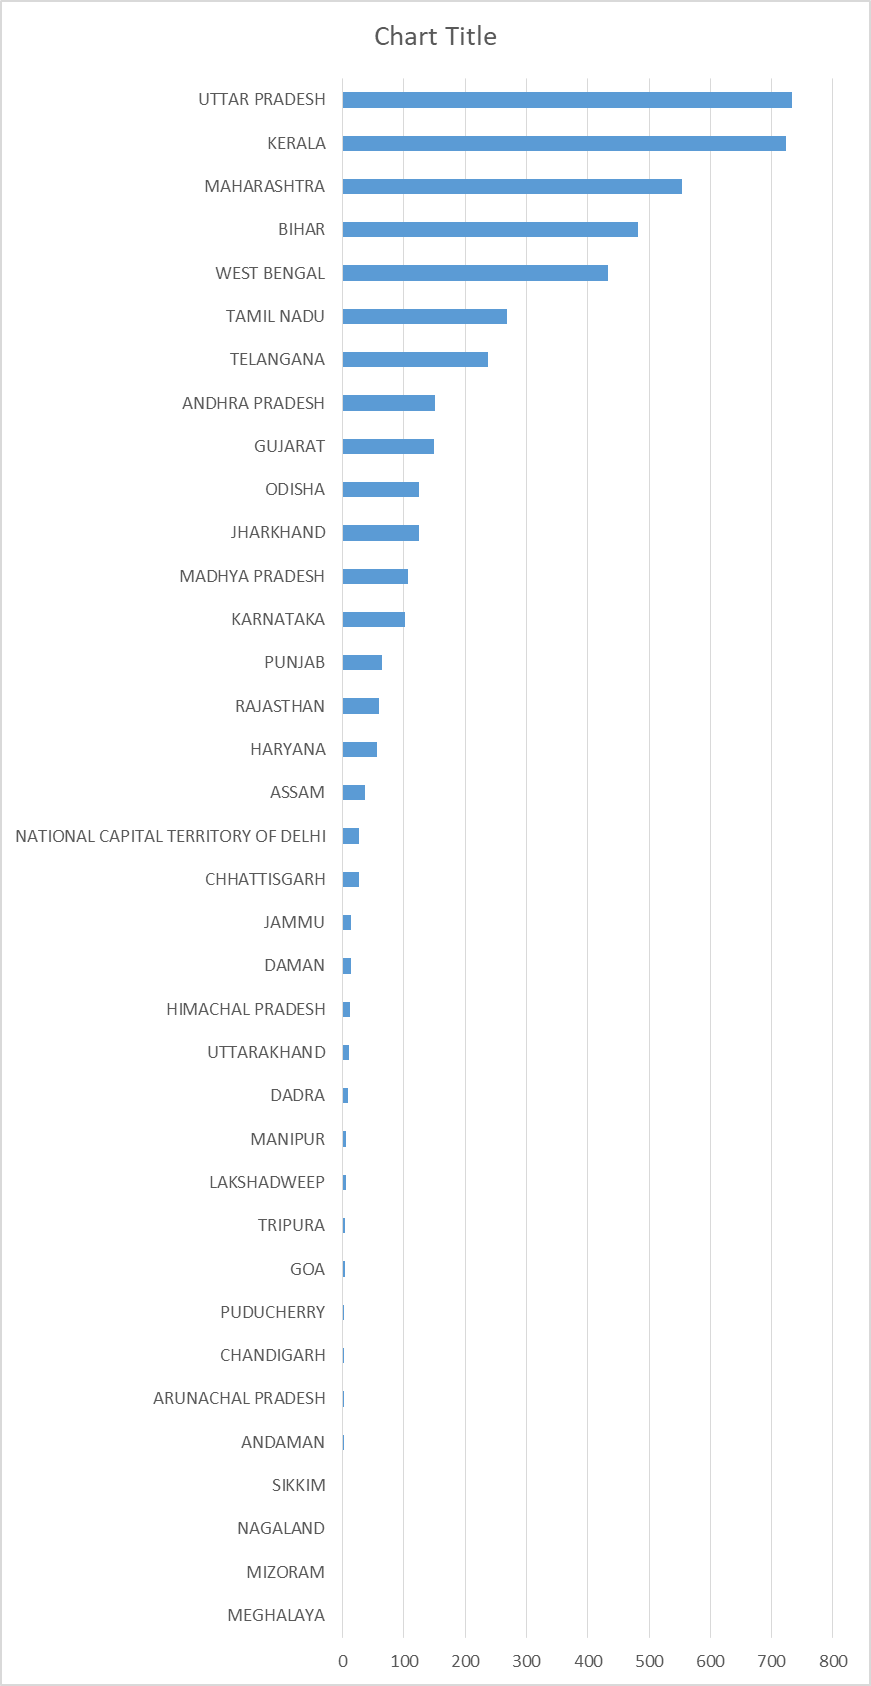 Chart Title
UTTAR PRADESH
KERALA
MAHARASHTRA
BIHAR
WEST BENGAL
TAMIL NADU
TELANGANA
ANDHRA PRADESH
GUJARAT
ODISHA
JHARKHAND
MADHYA PRADESH
KARNATAKA
PUNJAB
RAJASTHAN
HARYANA
ASSAM
NATIONAL CAPITAL TERRITORY OF DELHI
CHHATTISGARH
JAMMU
DAMAN
HIMACHAL PRADESH
UTTARAKHAND
DADRA
MANIPUR
LAKSHADWEEP
TRIPURA
GOA
PUDUCHERRY
CHANDIGARH
ARUNACHAL PRADESH
ANDAMAN
SIKKIM
NAGALAND
MIZORAM
MEGHALAYA
0 100 200 300 400 500 600 700 800